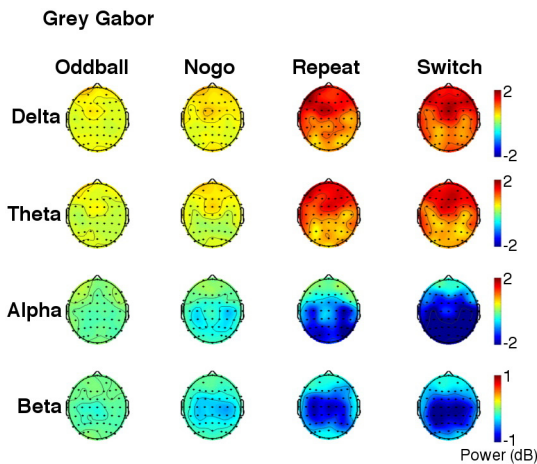 Grey Gabor
Oddball Nogo Repeat Switch
Delta 2
-2
Theta 2
-2
Alpha 2
-2
Beta 1
-1
Power (dB)